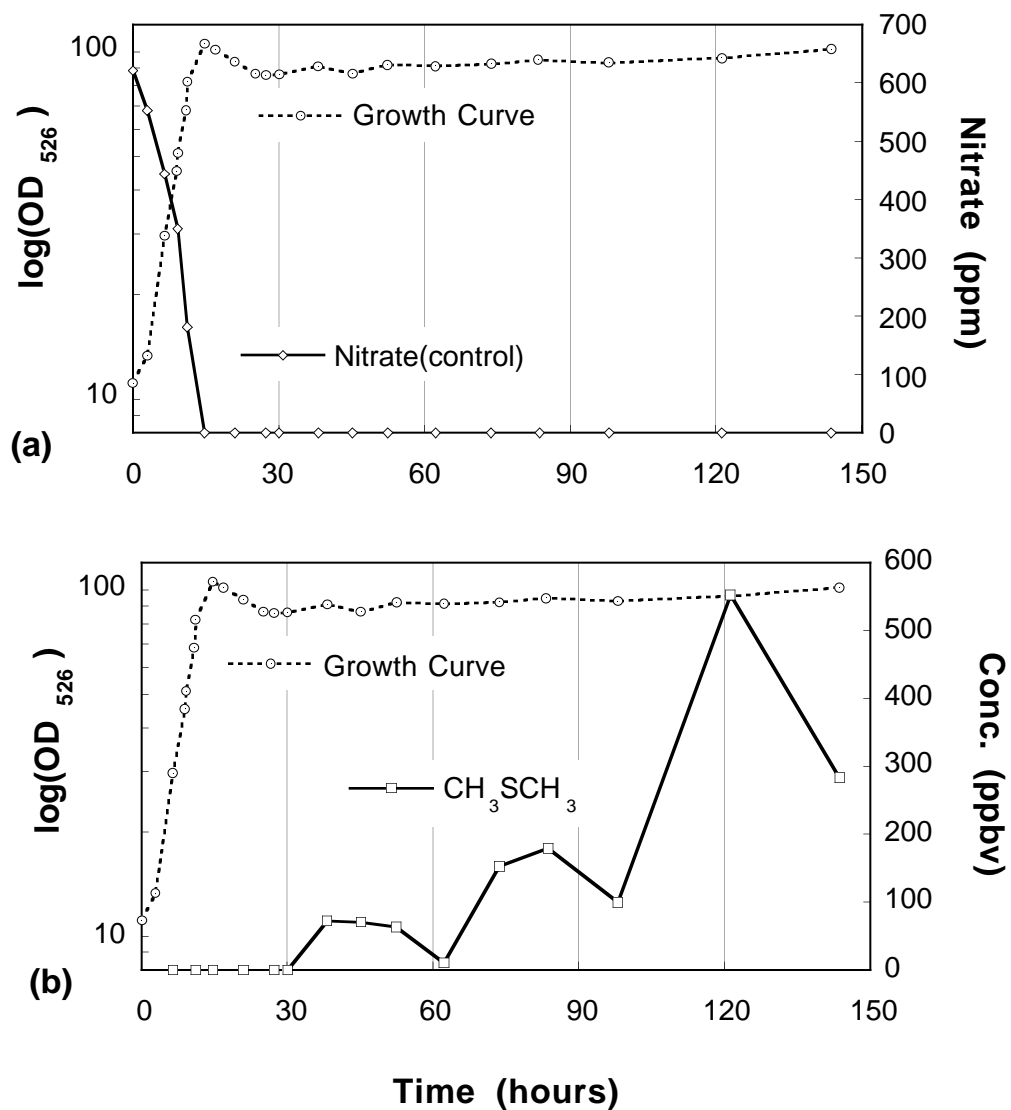 700
100
600
Growth Curve
500
log(OD 526)
Nitrate (ppm)
400
300
200
Nitrate(control)
10
100
(a)
0
0 30 60 90 120 150
600
100
500
Growth Curve
log(OD 526)
Conc. (ppbv)
400
300
CH3SCH3
200
100
10
(b)
0
0 30 60 90 120 150
Time (hours)